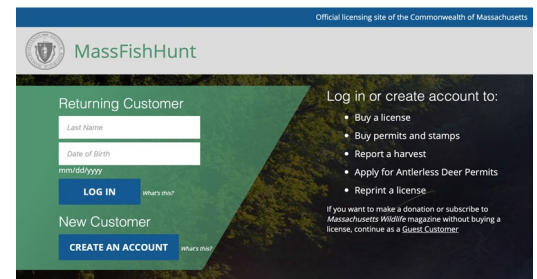 Official licensing site of the Commonwealth of Massachusetts
MassFishHunt
Returning Customer
Last Name
Date of Birth
mm/dd/yyyy
LOG IN
What's this?
New Customer
CREATE AN ACCOUNT
What's this?
Log in or create account to:
• Buy a license
• Buy permits and stamps
• Report a harvest
• Apply for Antlerless Deer Permits
• Reprint a license
If you want to make a donation or subscribe to
Massachusetts Wildlife magazine without buying a
license, continue as a Guest Customer